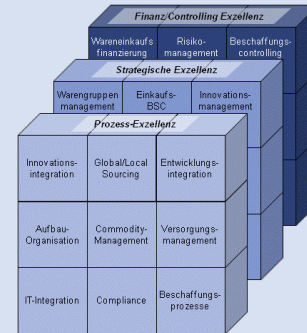 Finanz/Controlling Exzellenz
Wareneinkaufs Risiko- Beschaffungs-
finanzierung management controlling
Strategische Exzellenz
Warengruppen Einkaufs- Innovations-
management BSC management
Prozess-Exzellenz
Innovations- Global/Local Entwicklungs-
integration Sourcing integration
Aufbau- Commodity- Versorgungs-
Organisation Management management
IT-Integration Compliance Beschaffungs-
prozesse